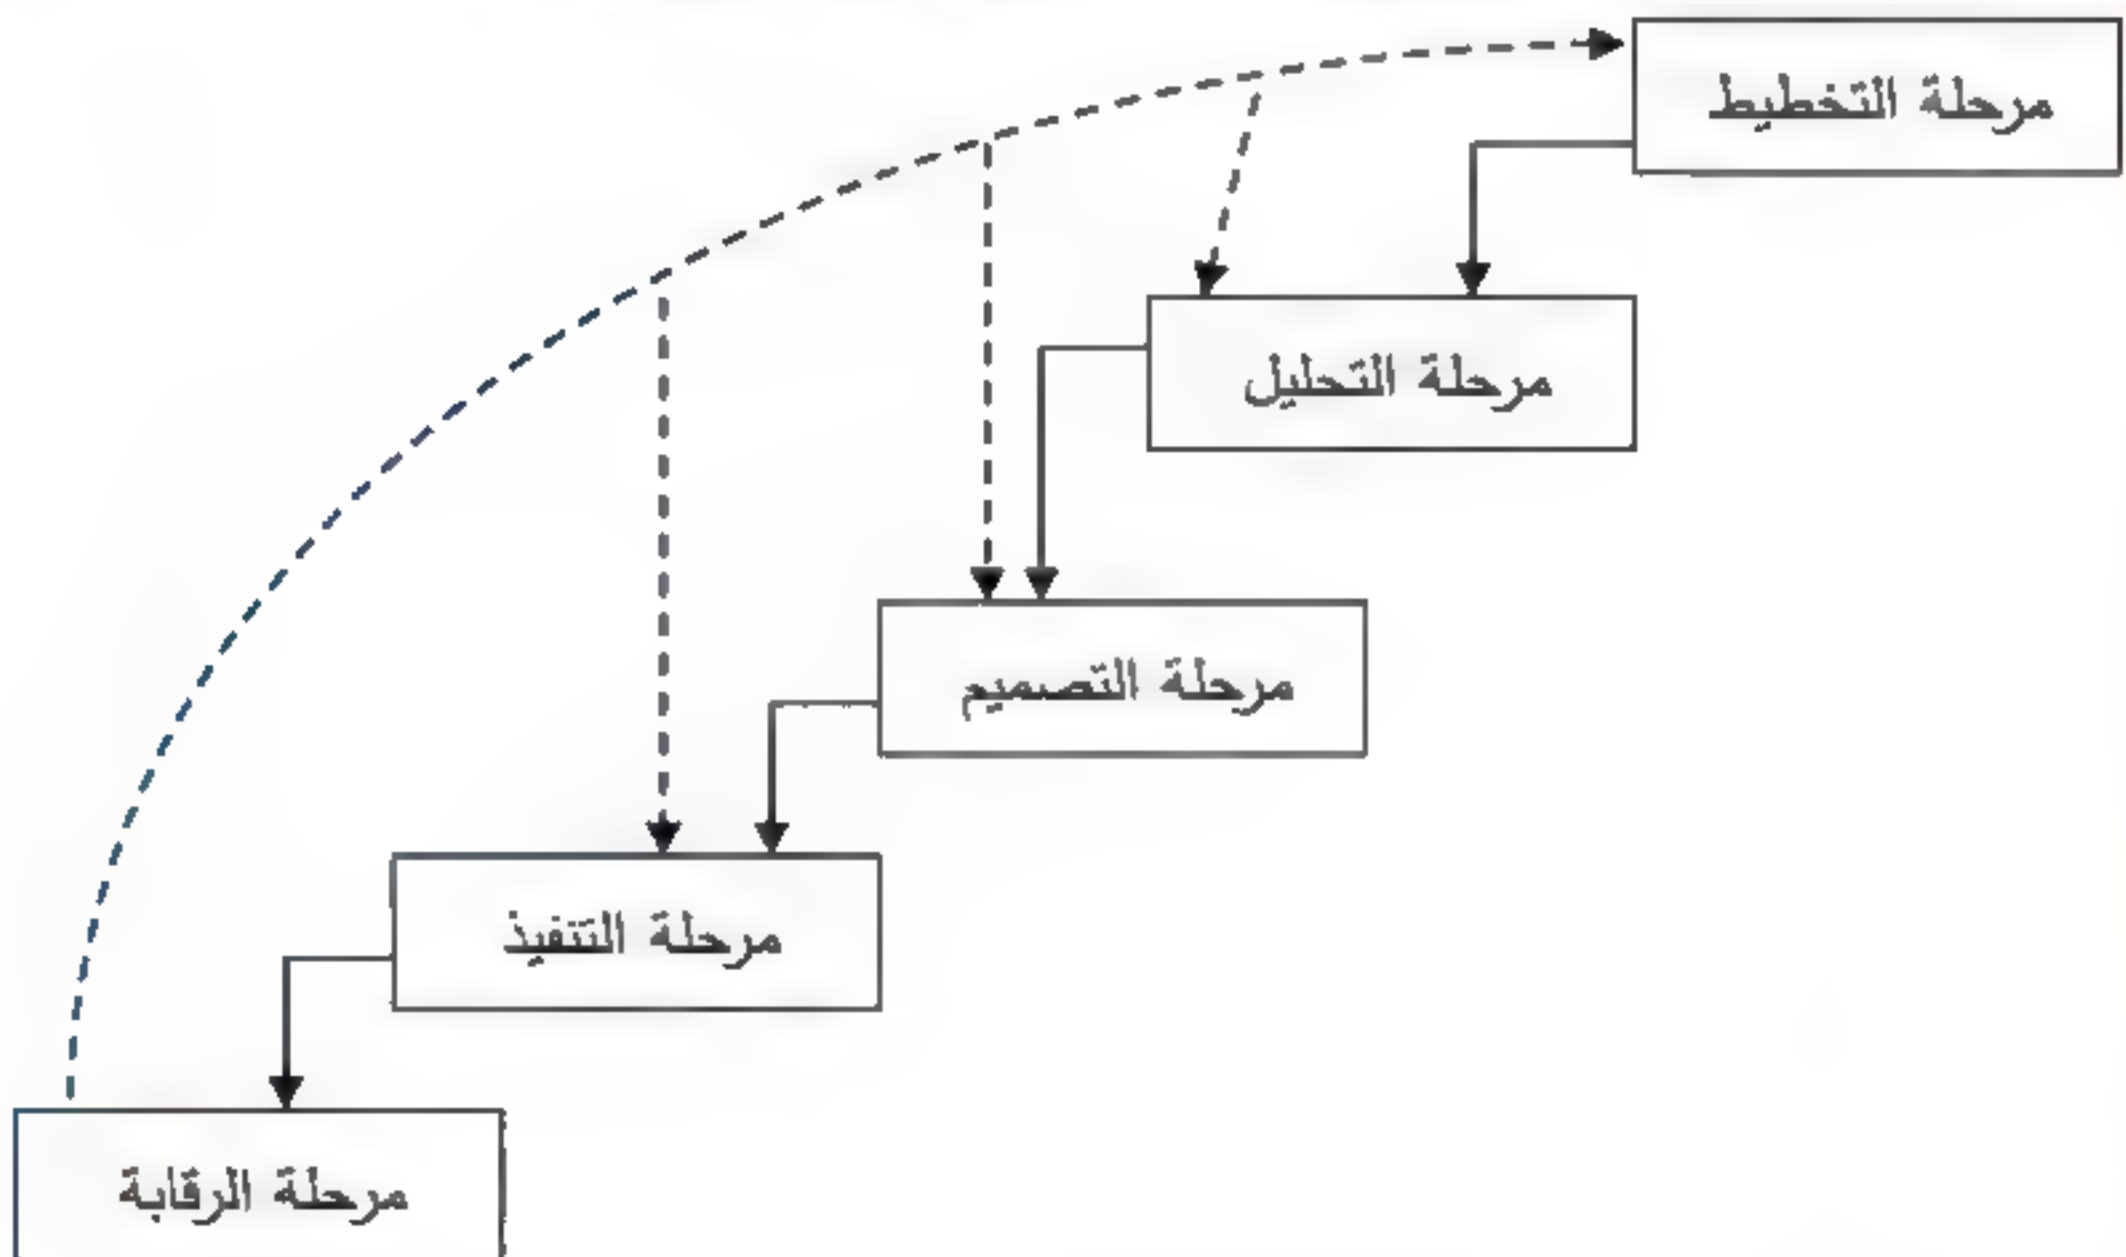 مرحلة التخطيط
مرحلة التحليل
مرحلة التصميم
مرحلة التنفيذ
مرحلة الرقابة